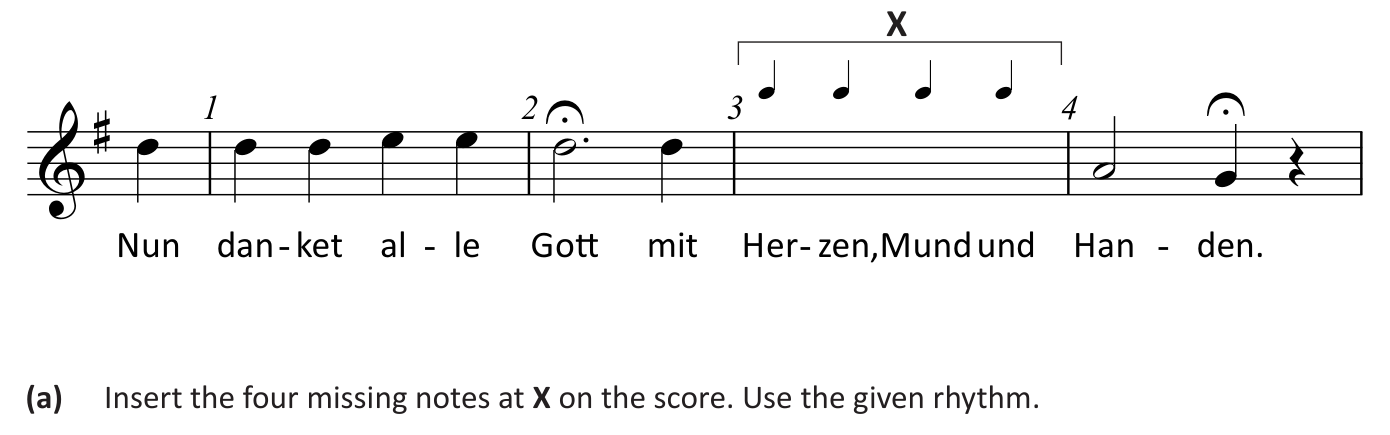 X
1 2 3 4
Nun dan - ket al - le Gott mit Her - zen, Mund und Han - den.
(a) Insert the four missing notes at X on the score. Use the given rhythm.